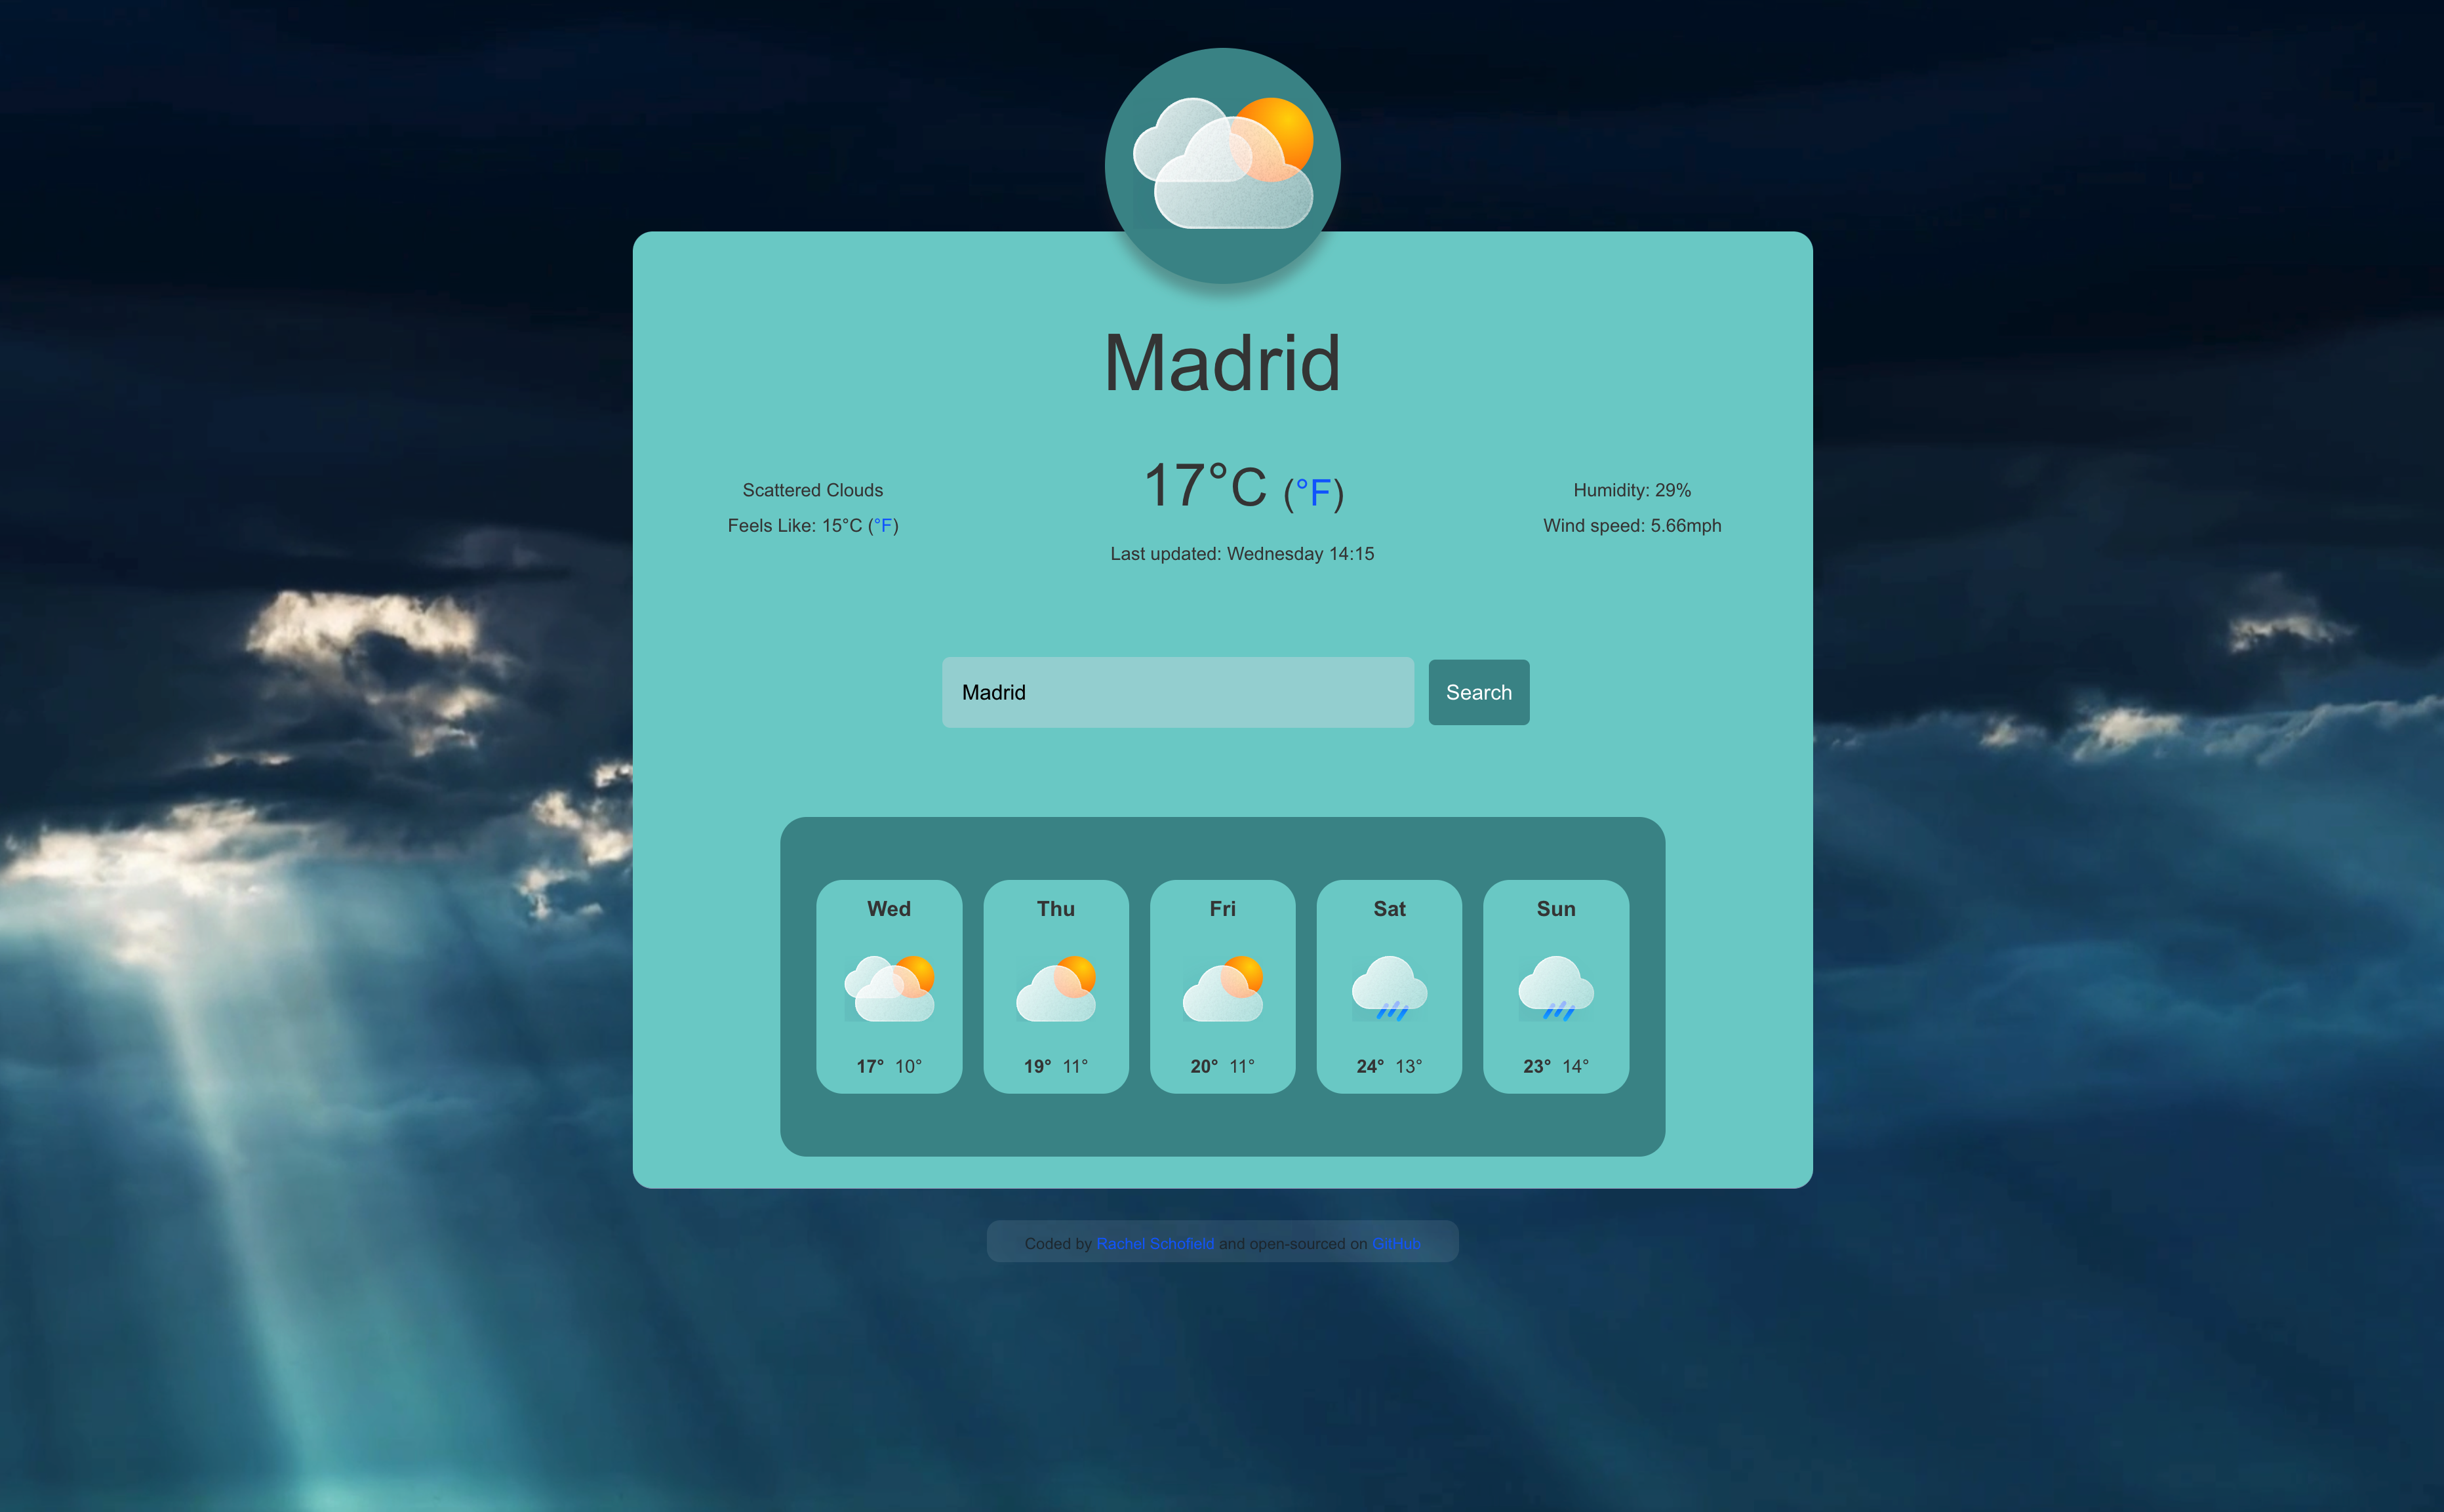 Madrid
Scattered Clouds
Feels Like: 15°C (°F)
17°C (°F)
Last updated: Wednesday 14:15
Humidity: 29%
Wind speed: 5.66mph
Madrid
Search
Wed
17° 10°
Thu
19° 11°
Fri
20° 11°
Sat
24° 13°
Sun
23° 14°
Coded by Rachel Schofield and open-sourced on GitHub